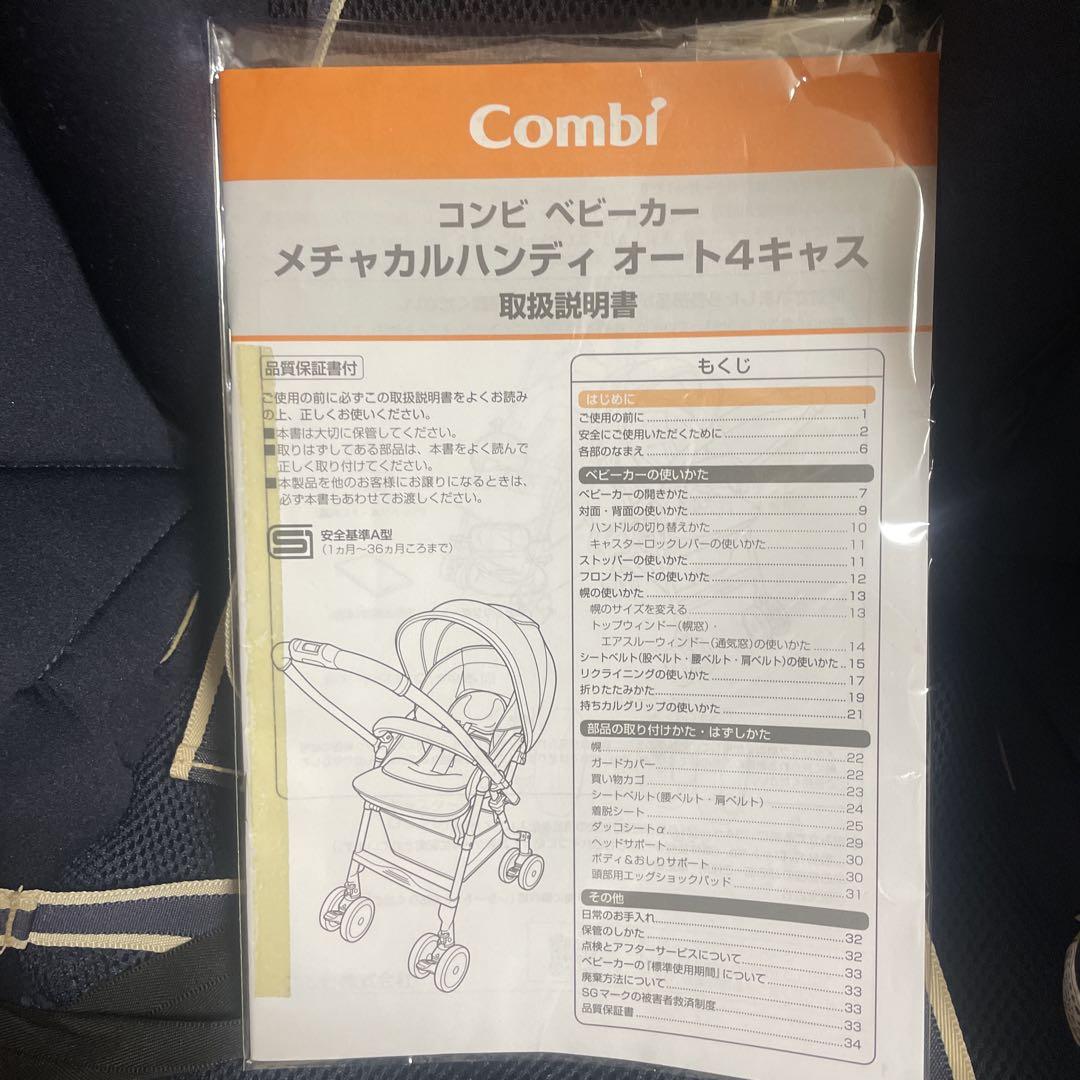 Combi
コンビ ベビーカー
メチャカルハンディ オート4キャス
取扱説明書
品質保証書付
ご使用の前に必ずこの取扱説明書をよくお読み
の上、正しくお使いください。
■本書は大切に保管してください。
■取りはずしてある部品は、本書をよく読んで
正しく取り付けてください。
■本製品を他のお客様にお譲りになるときは、
必ず本書もあわせてお渡しください。
安全基準A型
(1ヵ月〜36ヵ月ころまで)
もくじ
はじめに
ご使用の前に 1
安全にご使用いただくために 2
各部のなまえ 6
ベビーカーの使いかた
ベビーカーの開きかた 7
対面・背面の使いかた 9
ハンドルの切り替えかた 10
キャスターロックレバーの使いかた 11
ストッパーの使いかた 11
フロントガードの使いかた 12
幌の使いかた 13
幌のサイズを変える 13
トップウィンドー(幌窓)・
エアスルーウィンドー(通気窓)の使いかた 14
シートベルト(股ベルト・腰ベルト・肩ベルト)の使いかた 15
リクライニングの使いかた 17
折りたたみかた 19
持ちカルグリップの使いかた 21
部品の取り付けかた・はずしかた
幌 22
ガードカバー 22
買い物カゴ 23
シートベルト(腰ベルト・肩ベルト) 24
着脱シート 25
ダッコシートα 29
ヘッドサポート 30
ボディ&おしりサポート 30
頭部用エッグショックパッド 31
その他
日常のお手入れ 32
保管のしかた 32
点検とアフターサービスについて 33
ベビーカーの「標準使用期間」について 33
廃棄方法について 33
SGマークの被害者救済制度 33
品質保証書 34